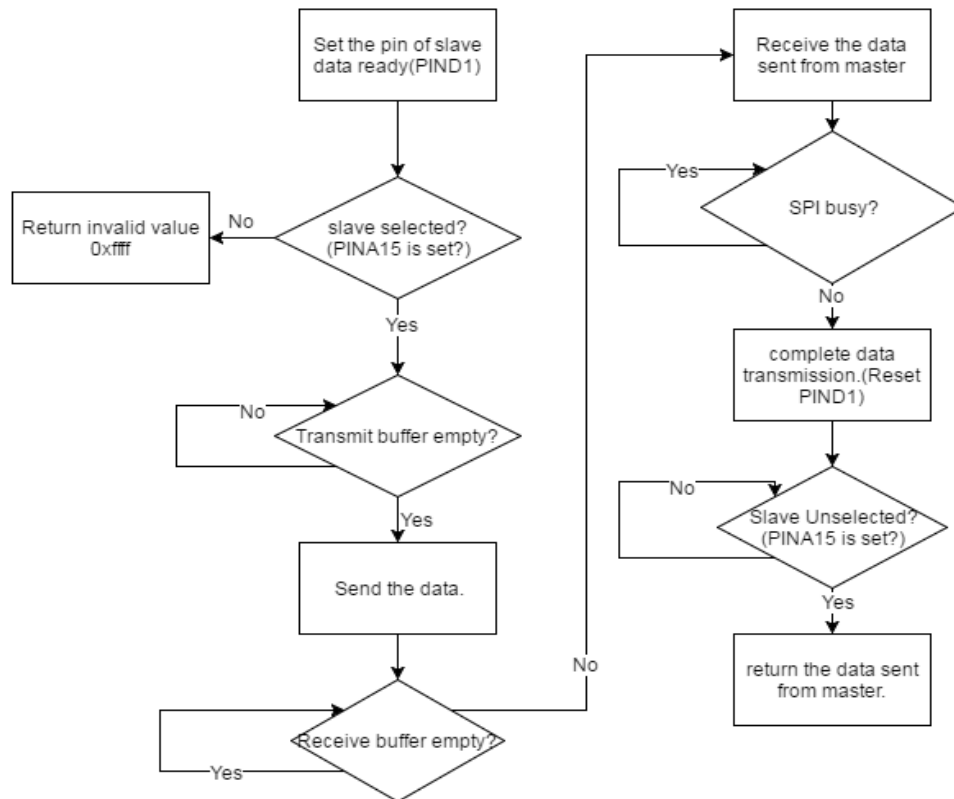 Set the pin of slave
data ready(PIND1)
slave selected?
(PINA15 is set?)
No
Return invalid value
0xffff
Yes
Transmit buffer empty?
No
Yes
Send the data.
Receive buffer empty?
Yes
No
Receive the data
sent from master
SPI busy?
Yes
No
complete data
transmission.(Reset
PIND1)
Slave Unselected?
(PINA15 is set?)
No
Yes
return the data sent
from master.